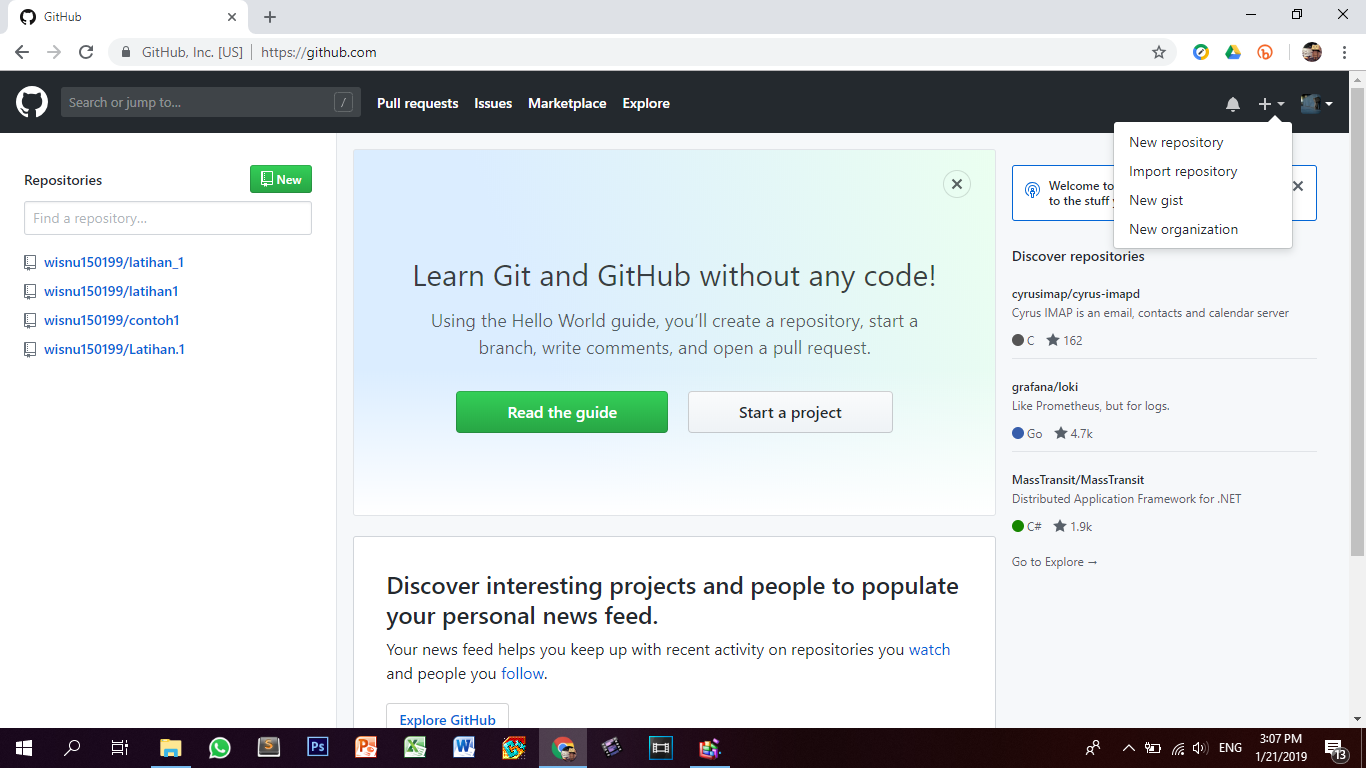 GitHub
GitHub, Inc. [US] | https://github.com
Search or jump to...
/
Pull requests
Issues
Marketplace
Explore
New repository
Import repository
New gist
New organization
Repositories
New
Find a repository...
wisnu150199/latihan_1
wisnu150199/latihan1
wisnu150199/contoh1
wisnu150199/Latihan.1
Learn Git and GitHub without any code!
Using the Hello World guide, you’ll create a repository, start a
branch, write comments, and open a pull request.
Read the guide
Start a project
Discover interesting projects and people to populate
your personal news feed.
Your news feed helps you keep up with recent activity on repositories you watch
and people you follow.
Explore GitHub
Welcome to
to the stuff
Discover repositories
cyrusimap/cyrus-imapd
Cyrus IMAP is an email, contacts and calendar server
C 162
grafana/loki
Like Prometheus, but for logs.
Go 4.7k
MassTransit/MassTransit
Distributed Application Framework for .NET
C# 1.9k
Go to Explore →
S
Ps
ENG
3:07 PM
1/21/2019
13